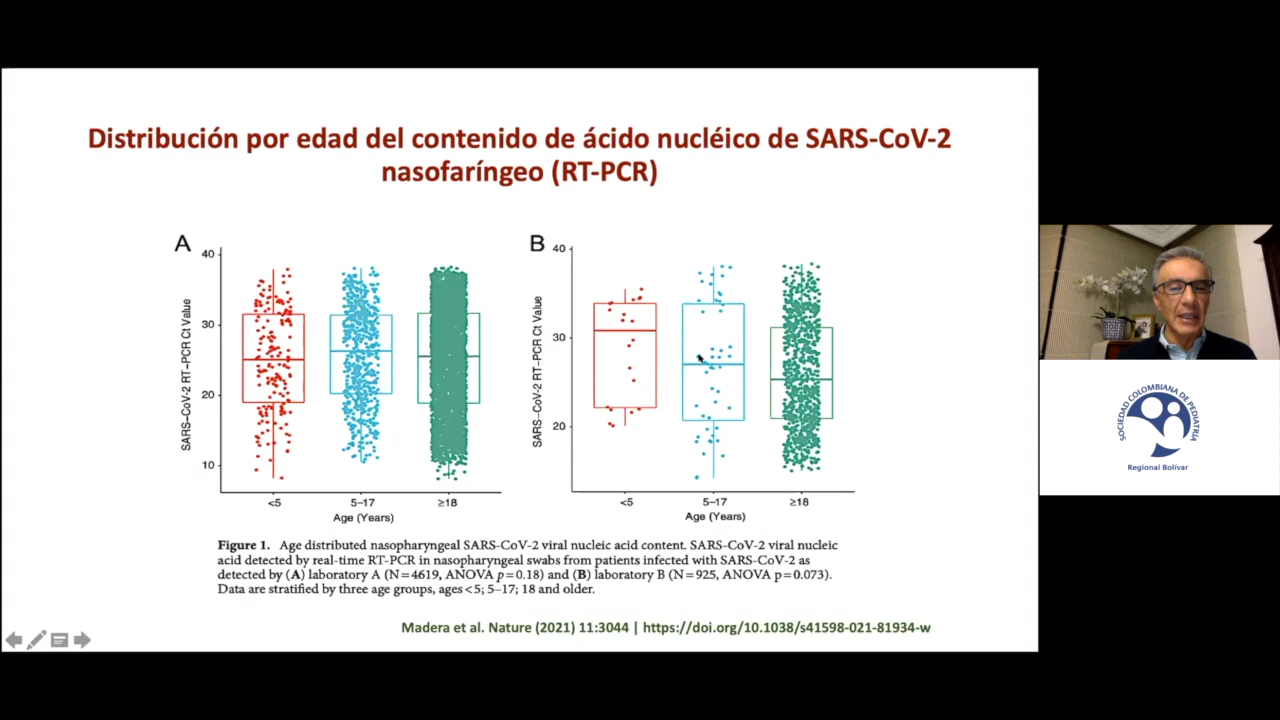 Distribución por edad del contenido de ácido nucléico de SARS-CoV-2
nasofaríngeo (RT-PCR)
A
SARS-CoV-2 RT-PCR Ct Value
40
30
20
10
<5
5-17
≥18
Age (Years)
B
SARS-CoV-2 RT-PCR Ct Value
40
30
20
<5
5-17
≥18
Age (Years)
Figure 1. Age distributed nasopharyngeal SARS-CoV-2 viral nucleic acid content. SARS-CoV-2 viral nucleic
acid detected by real-time RT-PCR in nasopharyngeal swabs from patients infected with SARS-CoV-2 as
detected by (A) laboratory A (N=4619, ANOVA p=0.18) and (B) laboratory B (N=925, ANOVA p=0.073).
Data are stratified by three age groups, ages <5; 5–17; 18 and older.
Madera et al. Nature (2021) 11:3044 | https://doi.org/10.1038/s41598-021-81934-w
SOCIEDAD COLOMBIANA DE PEDIATRÍA
Regional Bolívar